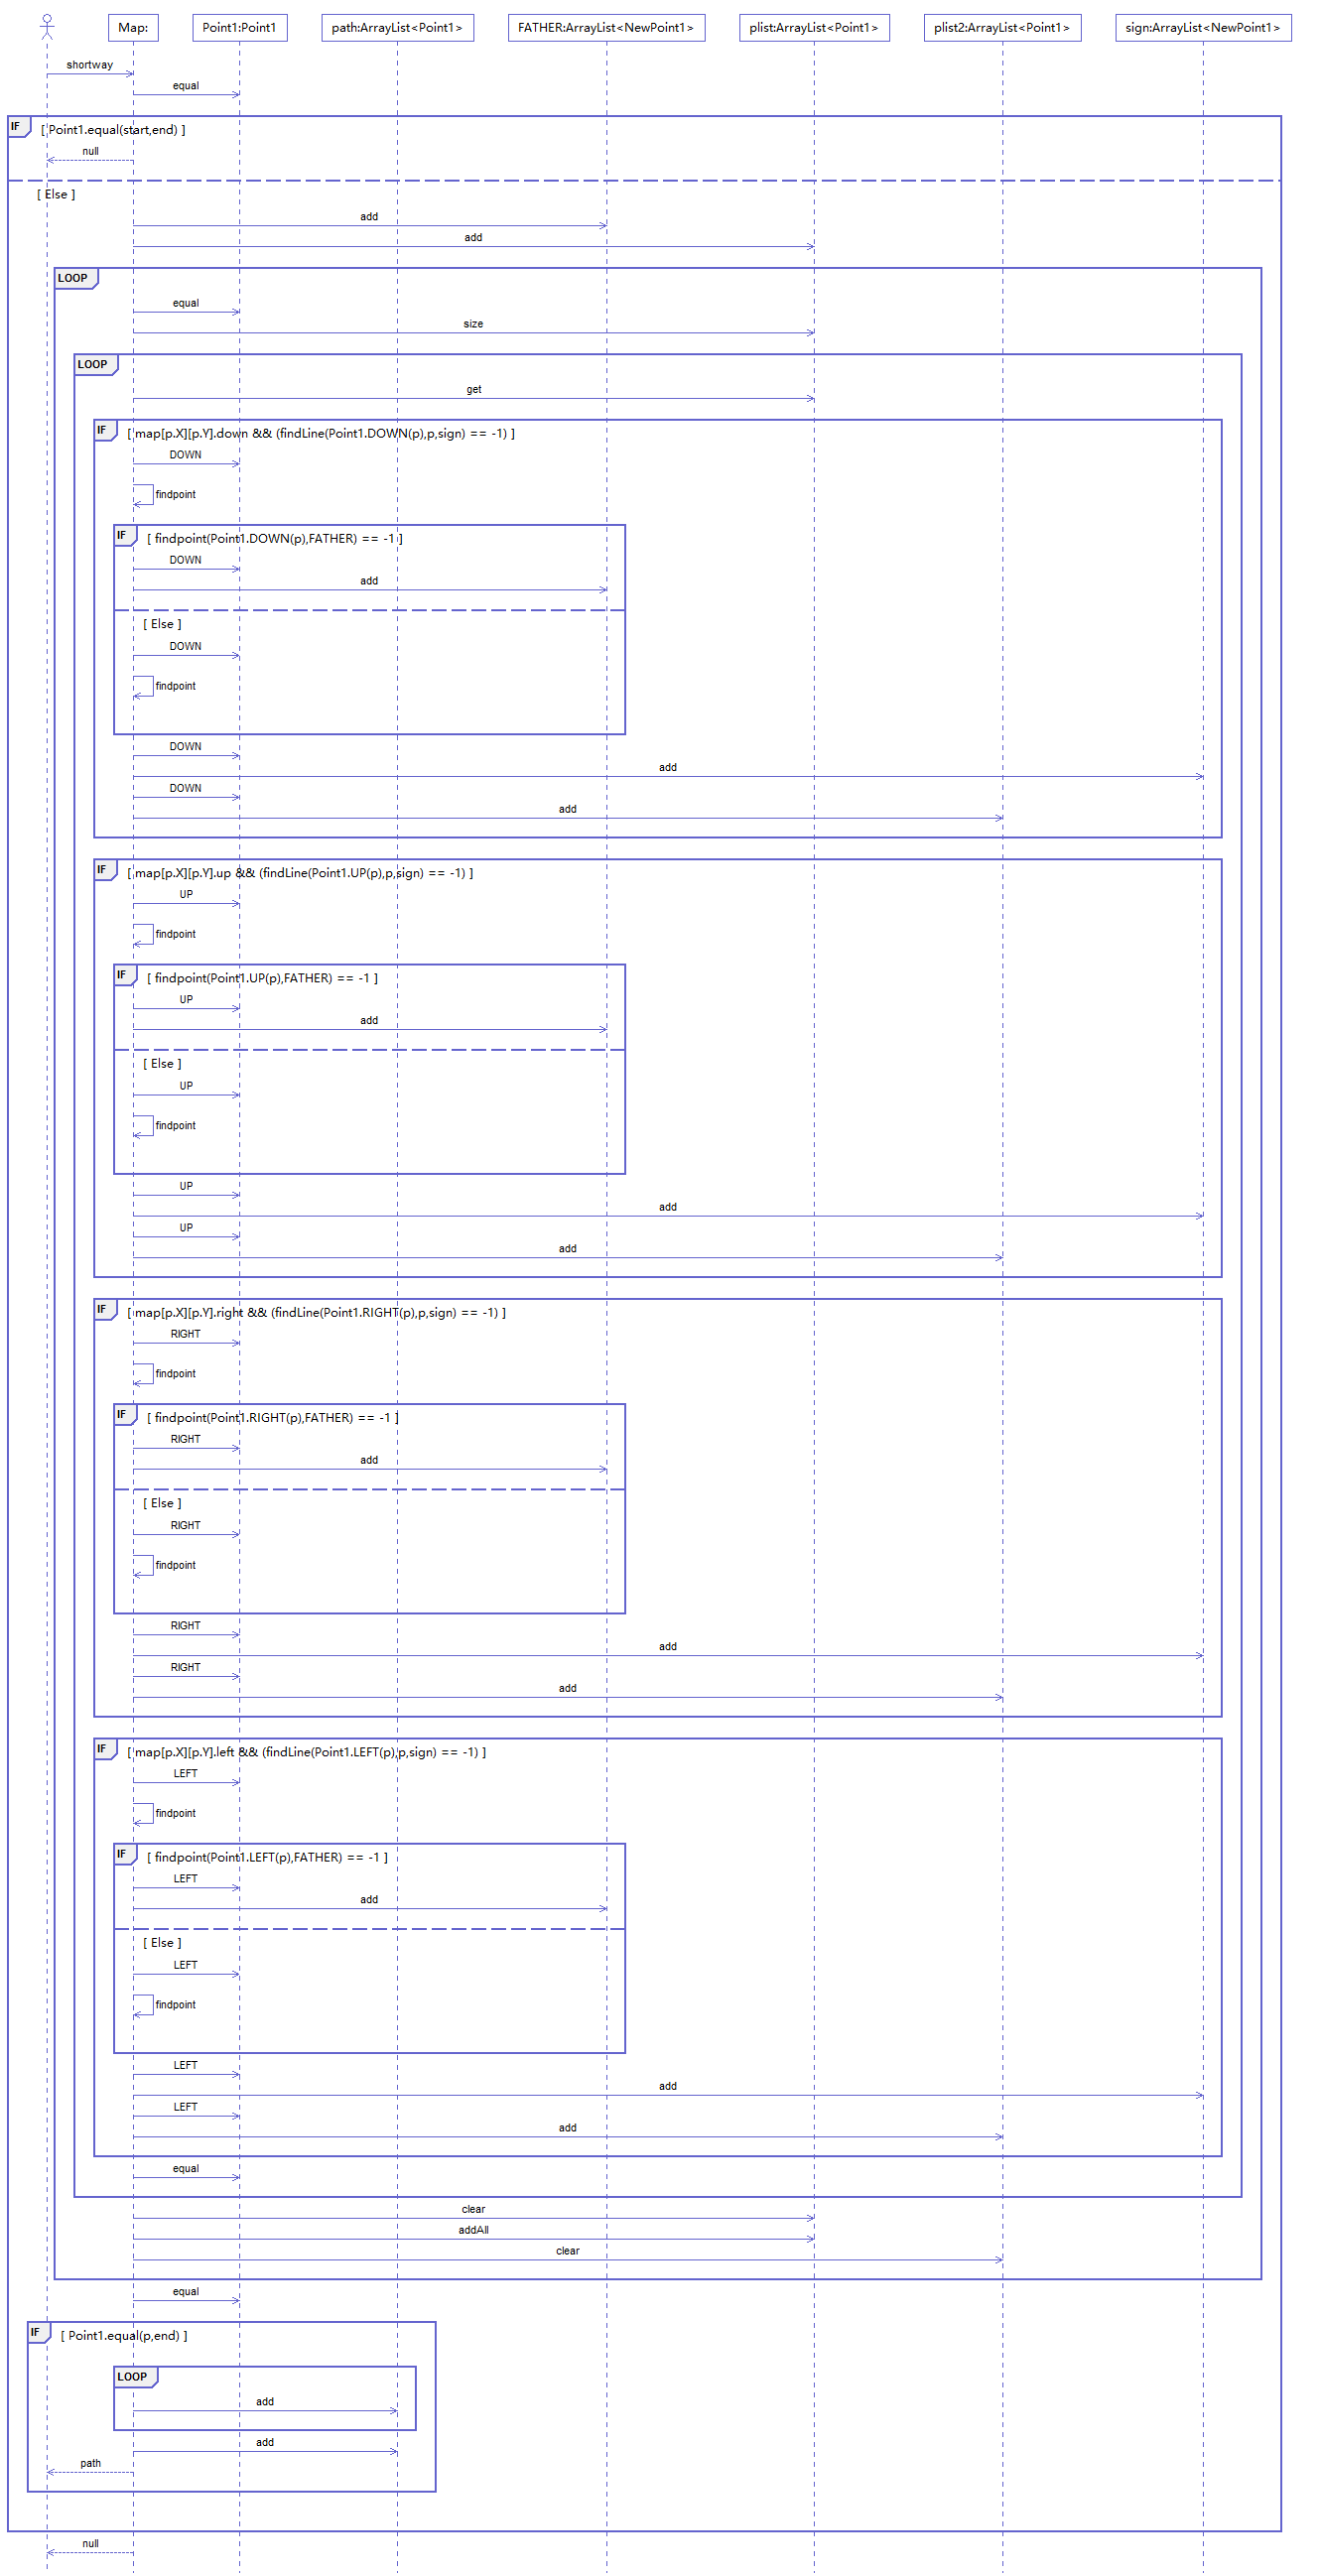 Map:
Point1:Point1
path:ArrayList<Point1>
FATHER:ArrayList<NewPoint1>
plist:ArrayList<Point1>
plist2:ArrayList<Point1>
sign:ArrayList<NewPoint1>
shortway
equal
IF
[ Point1.equal(start,end) ]
null
[ Else ]
add
add
LOOP
equal
size
LOOP
get
IF
[ map[p.X][p.Y].down && (findLine(Point1.DOWN(p),p,sign) == -1) ]
DOWN
findpoint
IF
[ findpoint(Point1.DOWN(p),FATHER) == -1 ]
DOWN
add
[ Else ]
DOWN
findpoint
DOWN
add
DOWN
add
IF
[ map[p.X][p.Y].up && (findLine(Point1.UP(p),p,sign) == -1) ]
UP
findpoint
IF
[ findpoint(Point1.UP(p),FATHER) == -1 ]
UP
add
[ Else ]
UP
findpoint
UP
add
UP
add
IF
[ map[p.X][p.Y].right && (findLine(Point1.RIGHT(p),p,sign) == -1) ]
RIGHT
findpoint
IF
[ findpoint(Point1.RIGHT(p),FATHER) == -1 ]
RIGHT
add
[ Else ]
RIGHT
findpoint
RIGHT
add
RIGHT
add
IF
[ map[p.X][p.Y].left && (findLine(Point1.LEFT(p),p,sign) == -1) ]
LEFT
findpoint
IF
[ findpoint(Point1.LEFT(p),FATHER) == -1 ]
LEFT
add
[ Else ]
LEFT
findpoint
LEFT
add
LEFT
add
equal
clear
addAll
clear
equal
IF
[ Point1.equal(p,end) ]
LOOP
add
add
path
null